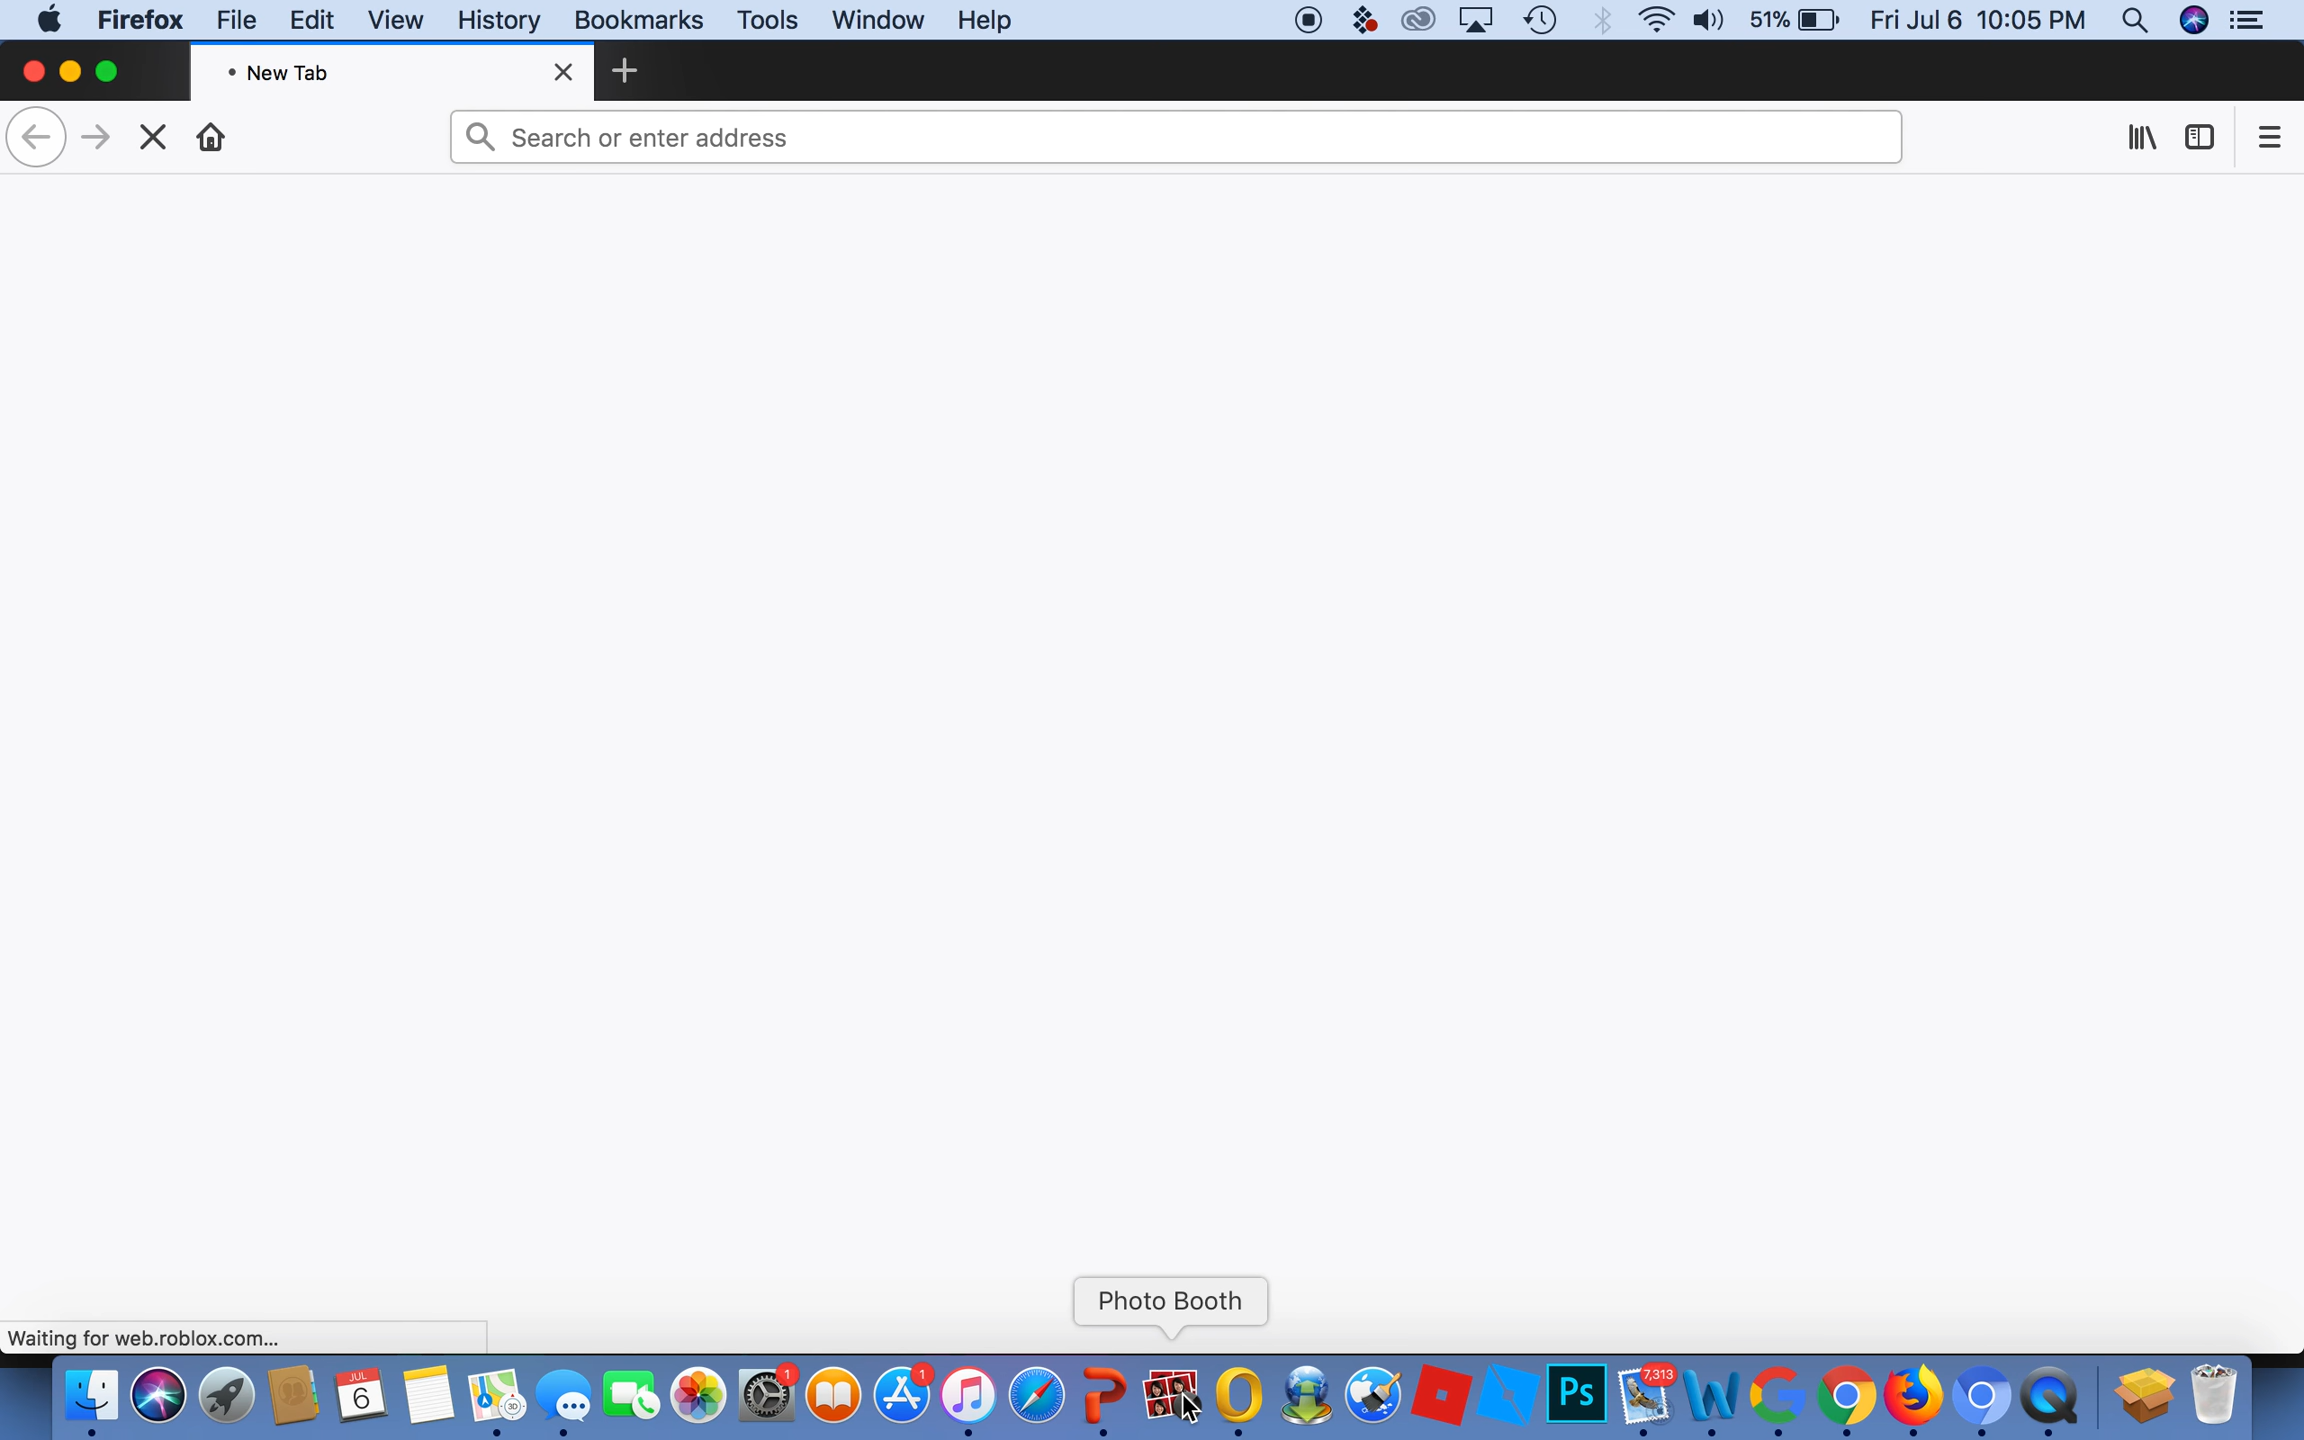 Firefox File Edit View History Bookmarks Tools Window Help 51% Fri Jul 6 10:05 PM
• New Tab
Search or enter address
Photo Booth
Waiting for web.roblox.com...
JUL
6
3D
1
1
Ps
7,313